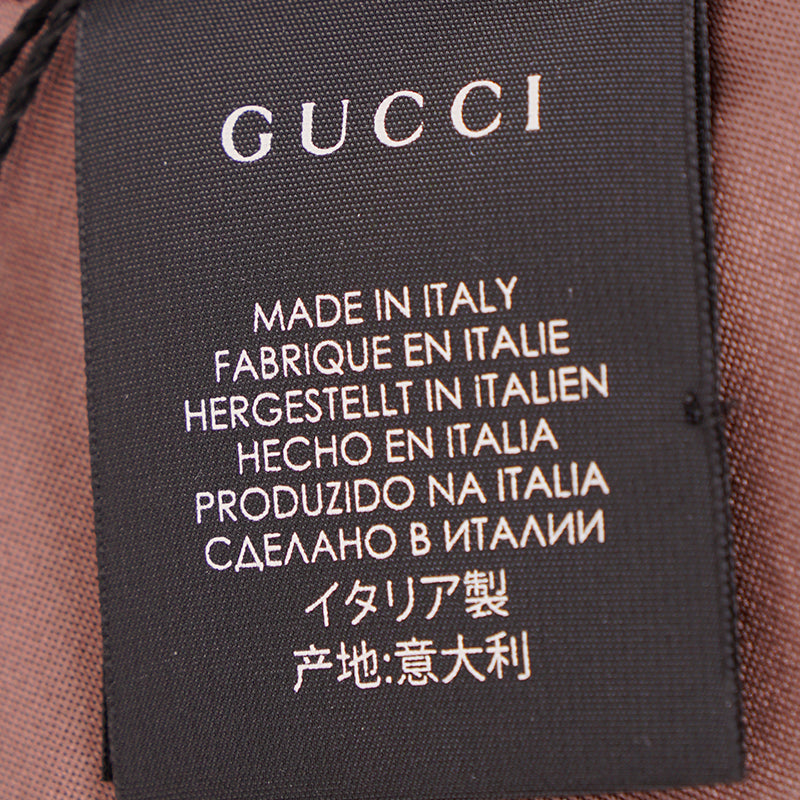 GUCCI
MADE IN ITALY
FABRIQUE EN ITALIE
HERGESTELLT IN ITALIEN
HECHO EN ITALIA
PRODUZIDO NA ITALIA
СДЕЛАНО В ИТАЛИИ
イタリア製
产地:意大利